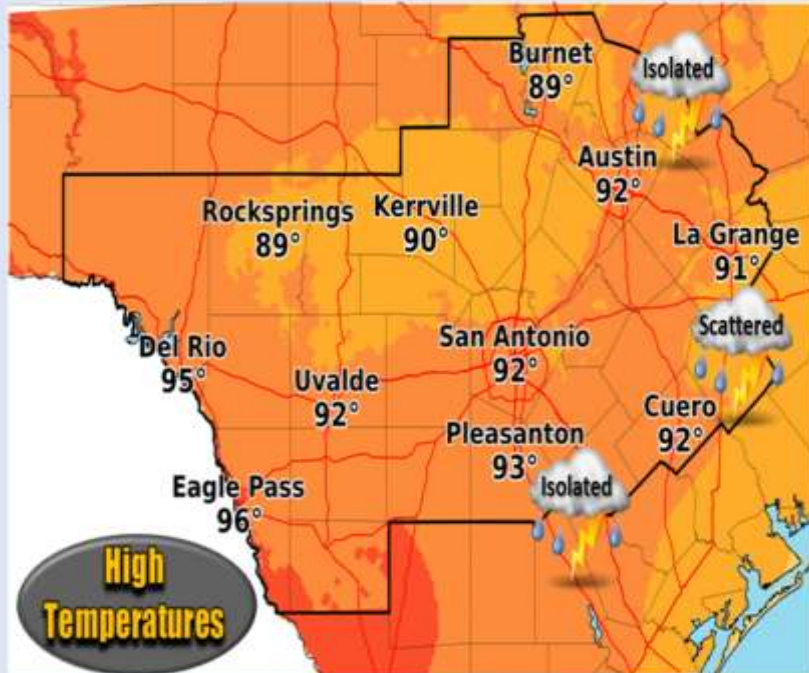 Burnet
89°
Isolated
Austin
92°
Rocksprings
89°
Kerrville
90°
La Grange
91°
Scattered
Del Rio
95°
Uvalde
92°
San Antonio
92°
Cuero
92°
Pleasanton
93°
Isolated
Eagle Pass
96°
High
Temperatures